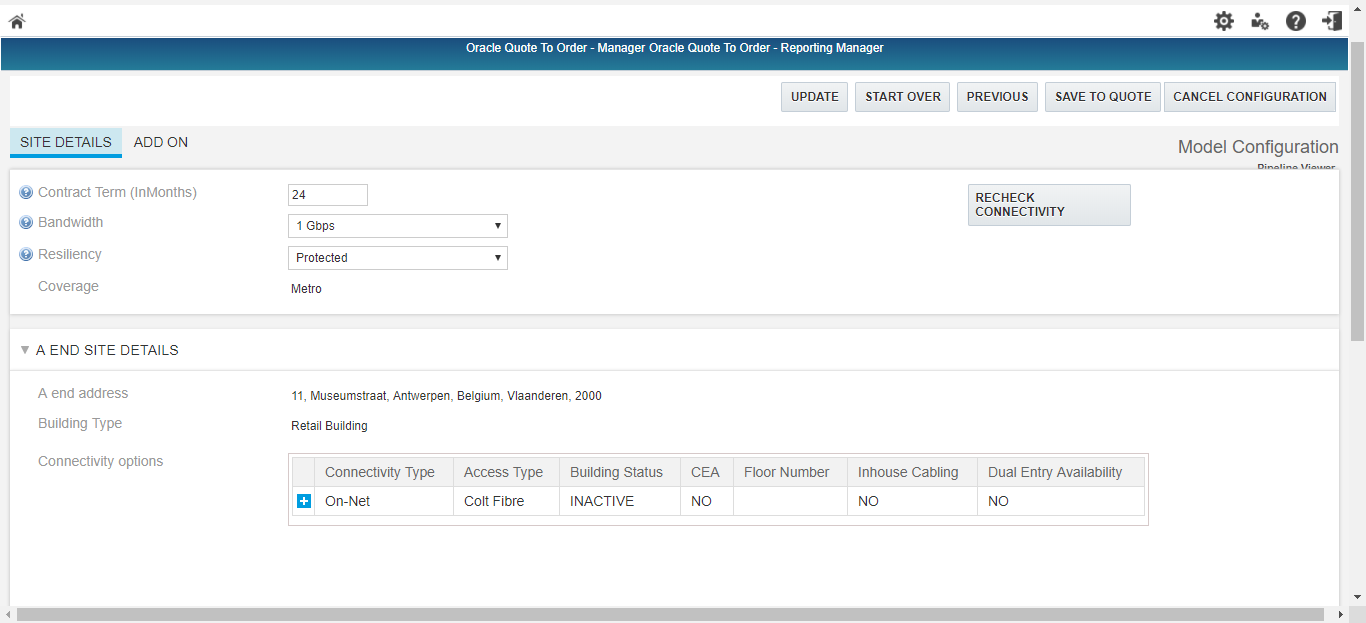 Oracle Quote To Order - Manager Oracle Quote To Order - Reporting Manager
UPDATE START OVER PREVIOUS SAVE TO QUOTE CANCEL CONFIGURATION
SITE DETAILS ADD ON
Model Configuration
Pipeline Viewer
Contract Term (InMonths) 24
RECHECK
CONNECTIVITY
Bandwidth 1 Gbps
Resiliency Protected
Coverage Metro
A END SITE DETAILS
A end address 11, Museumstraat, Antwerpen, Belgium, Vlaanderen, 2000
Building Type Retail Building
Connectivity options
Connectivity Type Access Type Building Status CEA Floor Number Inhouse Cabling Dual Entry Availability
On-Net Colt Fibre INACTIVE NO NO NO